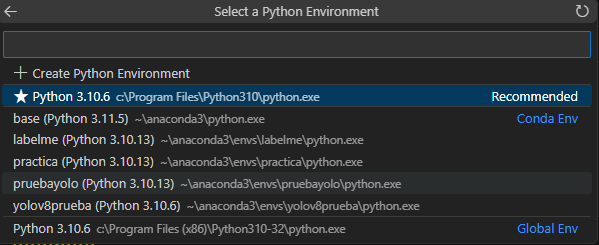 Select a Python Environment
Create Python Environment
Python 3.10.6 c:\Program Files\Python310\python.exe Recommended
base (Python 3.11.5) ~\anaconda3\python.exe Conda Env
labelme (Python 3.10.13) ~\anaconda3\envs\labelme\python.exe
practica (Python 3.10.13) ~\anaconda3\envs\practica\python.exe
pruebayolo (Python 3.10.13) ~\anaconda3\envs\pruebayolo\python.exe
yolov8prueba (Python 3.10.6) ~\anaconda3\envs\yolov8prueba\python.exe
Python 3.10.6 c:\Program Files (x86)\Python310-32\python.exe Global Env